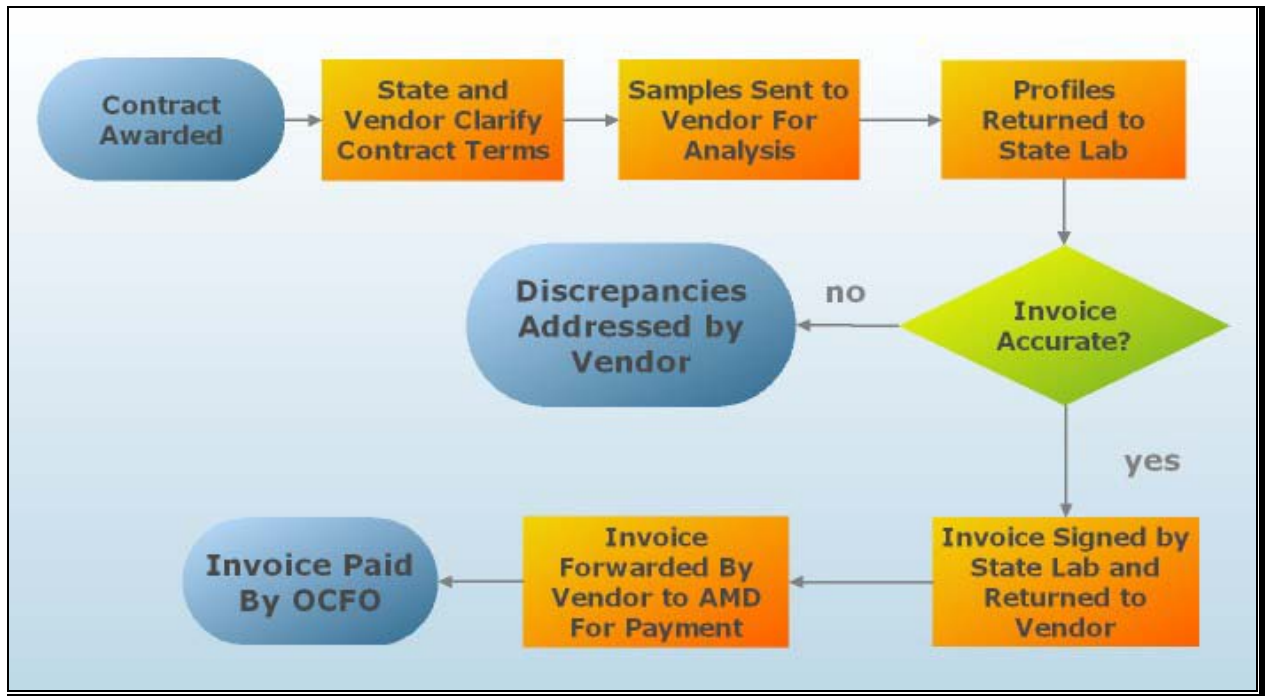 Contract
Awarded
State and
Vendor Clarify
Contract Terms
Samples Sent to
Vendor For
Analysis
Profiles
Returned to
State Lab
Invoice
Accurate?
no
Discrepancies
Addressed by
Vendor
yes
Invoice Signed by
State Lab and
Returned to
Vendor
Invoice
Forwarded By
Vendor to AMD
For Payment
Invoice Paid
By OCFO